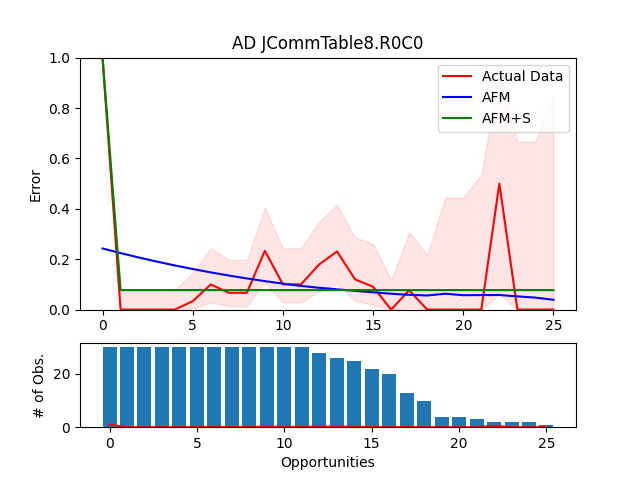 AD JCommTable8.R0C0
Error
1.0
0.8
0.6
0.4
0.2
0.0
Actual Data
AFM
AFM+S
0 5 10 15 20 25
# of Obs.
20
0
0 5 10 15 20 25
Opportunities